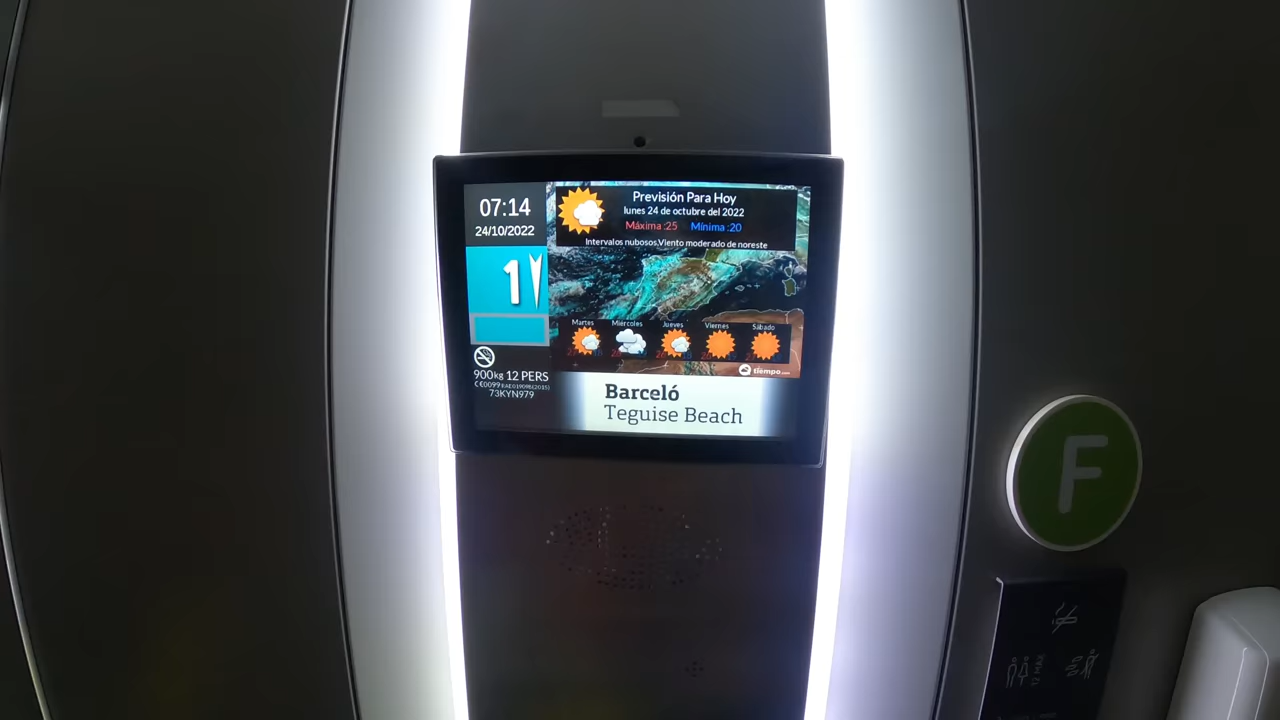 07:14
24/10/2022
1
900kg 12 PERS
73KYN979
Previsión Para Hoy
lunes 24 de octubre del 2022
Máxima :25 Mínima :20
Intervalos nubosos,Viento moderado de noreste
Martes Miércoles Jueves Viernes Sábado
tiempo.com
Barceló
Teguise Beach
F
12 MAX